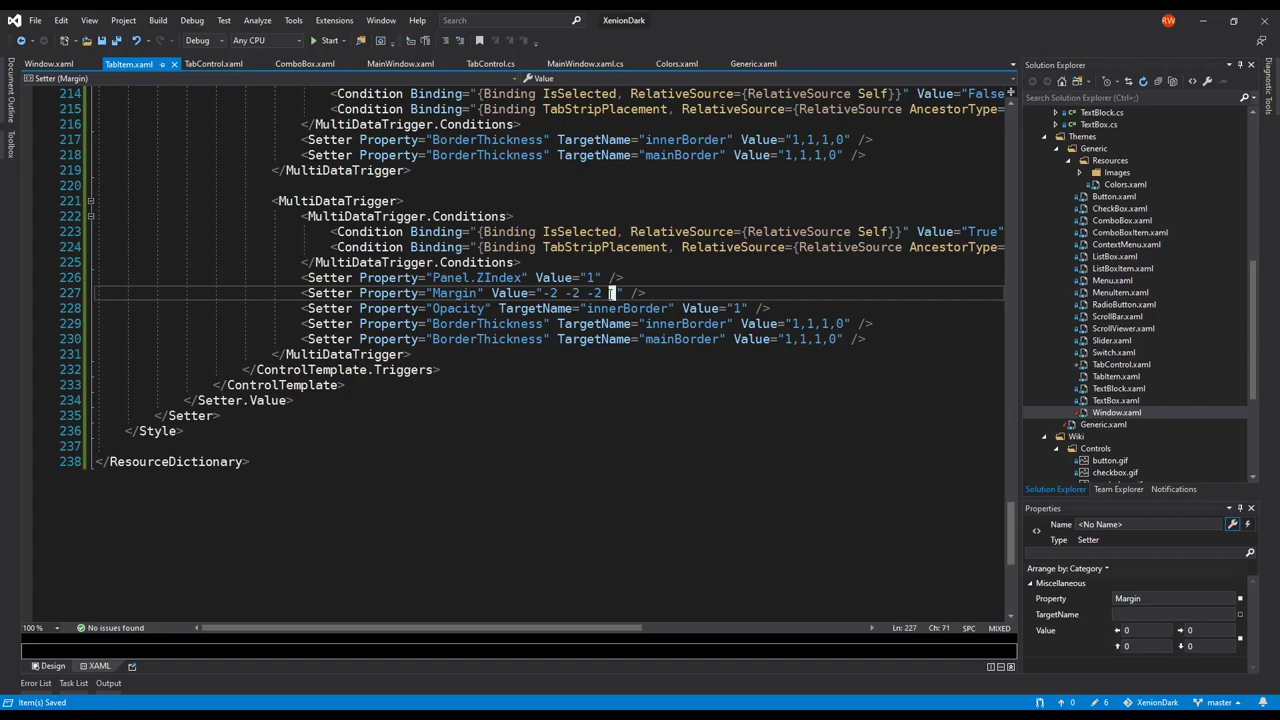 File Edit View Project Build Debug Test Analyze Tools Extensions Window Help Search XenionDark RW
Debug Any CPU Start
Window.xaml TabItem.xaml TabControl.xaml ComboBox.xaml MainWindow.xaml TabControl.cs MainWindow.xaml.cs Colors.xaml Generic.xaml
Setter (Margin) Value
Document Outline
Toolbox
214 <Condition Binding="{Binding IsSelected, RelativeSource={RelativeSource Self}}" Value="False
215 <Condition Binding="{Binding TabStripPlacement, RelativeSource={RelativeSource AncestorType=
216 </MultiDataTrigger.Conditions>
217 <Setter Property="BorderThickness" TargetName="innerBorder" Value="1,1,1,0" />
218 <Setter Property="BorderThickness" TargetName="mainBorder" Value="1,1,1,0" />
219 </MultiDataTrigger>
220
221 <MultiDataTrigger>
222 <MultiDataTrigger.Conditions>
223 <Condition Binding="{Binding IsSelected, RelativeSource={RelativeSource Self}}" Value="True"
224 <Condition Binding="{Binding TabStripPlacement, RelativeSource={RelativeSource AncestorType=
225 </MultiDataTrigger.Conditions>
226 <Setter Property="Panel.ZIndex" Value="1" />
227 <Setter Property="Margin" Value="-2 -2 -2 " />
228 <Setter Property="Opacity" TargetName="innerBorder" Value="1" />
229 <Setter Property="BorderThickness" TargetName="innerBorder" Value="1,1,1,0" />
230 <Setter Property="BorderThickness" TargetName="mainBorder" Value="1,1,1,0" />
231 </MultiDataTrigger>
232 </ControlTemplate.Triggers>
233 </ControlTemplate>
234 </Setter.Value>
235 </Setter>
236 </Style>
237
238 </ResourceDictionary>
100 % No issues found Ln: 227 Ch: 71 SPC MIXED
Design XAML
Error List Task List Output
Item(s) Saved 0 6 XenionDark master
Solution Explorer
Search Solution Explorer (Ctrl+;)
TextBlock.cs
TextBox.cs
Themes
Generic
Resources
Images
Colors.xaml
Button.xaml
CheckBox.xaml
ComboBox.xaml
ComboBoxItem.xaml
ContextMenu.xaml
ListBox.xaml
ListBoxItem.xaml
Menu.xaml
MenuItem.xaml
RadioButton.xaml
ScrollBar.xaml
ScrollViewer.xaml
Slider.xaml
Switch.xaml
TabControl.xaml
TabItem.xaml
TextBlock.xaml
TextBox.xaml
Window.xaml
Generic.xaml
Wiki
Controls
button.gif
checkbox.gif
Solution Explorer Team Explorer Notifications
Properties
Name <No Name>
Type Setter
Arrange by: Category
Miscellaneous
Property Margin
TargetName
Value 0 0
0 0
Diagnostic Tools